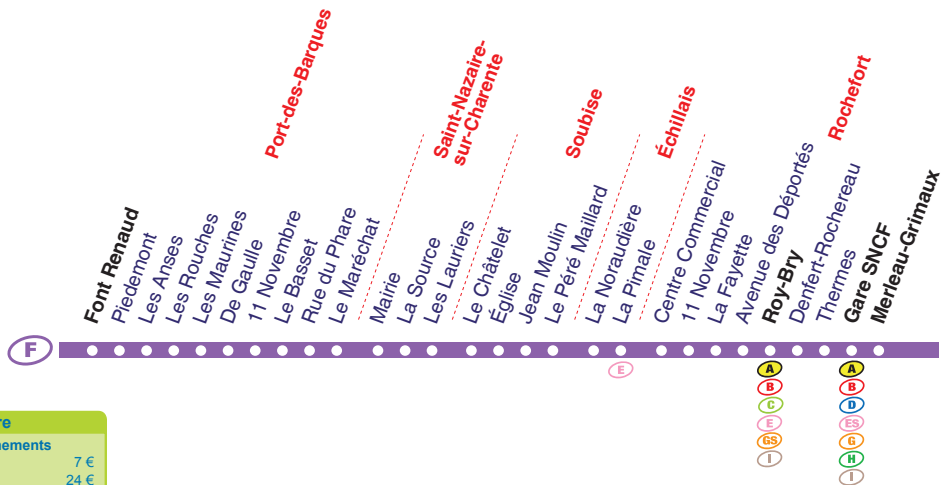 Port-des-Barques
Saint-Nazaire-
sur-Charente
Soubise
Échillais
Rochefort
Font Renaud
Piedemont
Les Anses
Les Rouches
Les Maurines
De Gaulle
11 Novembre
Le Basset
Rue du Phare
Le Maréchat
Mairie
La Source
Les Lauriers
Le Châtelet
Église
Jean Moulin
Le Péré Maillard
La Noraudière
La Pimale
Centre Commercial
11 Novembre
La Fayette
Avenue des Déportés
Roy-Bry
Denfert-Rochereau
Thermes
Gare SNCF
Merleau-Grimaux
F
E
A
B
C
E
GS
I
A
B
D
ES
G
H
I
re
nements
7 €
24 €